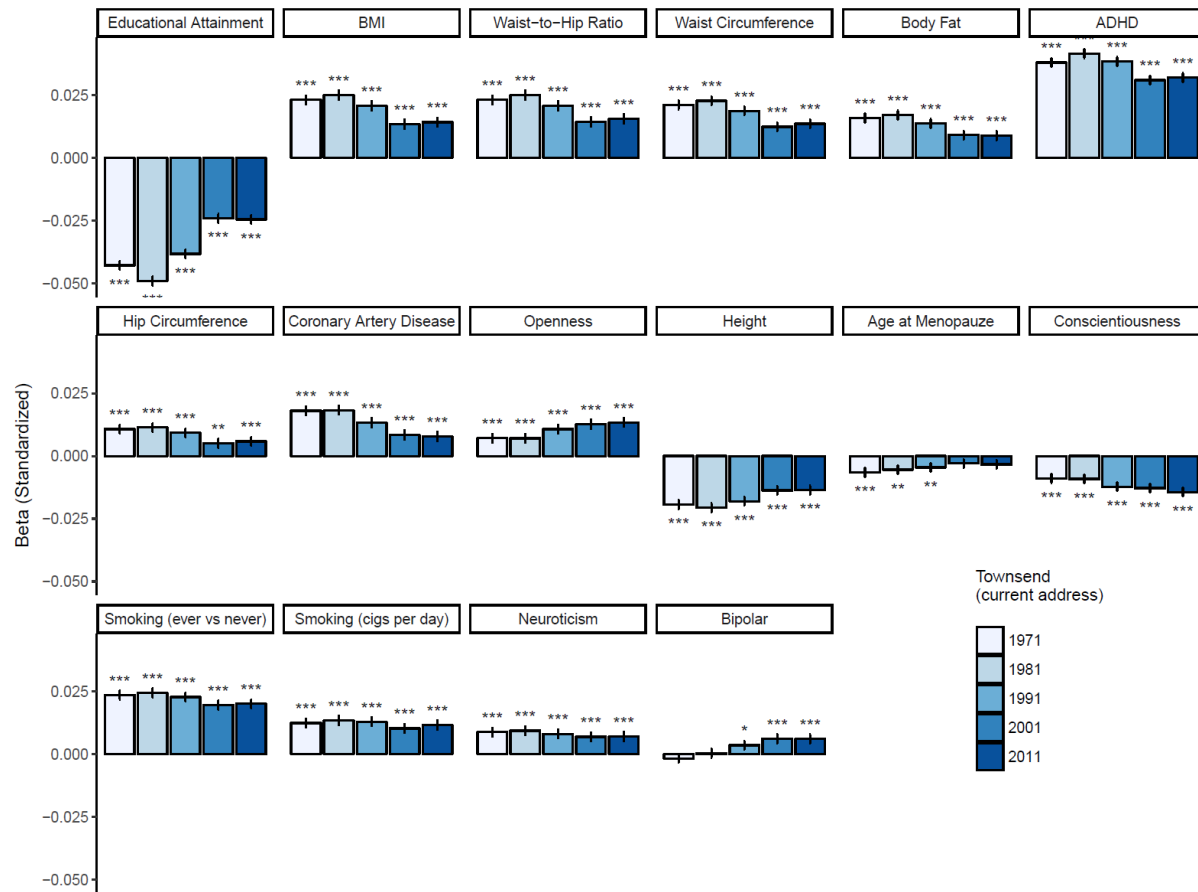 Educational Attainment
BMI
Waist-to-Hip Ratio
Waist Circumference
Body Fat
ADHD
0.025
0.000
−0.025
−0.050
*** *** *** *** ***
*** *** *** *** ***
*** *** *** *** ***
*** *** *** *** ***
*** *** *** *** ***
*** *** *** *** ***
Hip Circumference
Coronary Artery Disease
Openness
Height
Age at Menopauze
Conscientiousness
0.025
0.000
−0.025
−0.050
*** *** *** ** ***
*** *** *** *** ***
*** *** *** *** ***
*** *** *** *** ***
*** ** **
*** *** *** *** ***
Beta (Standardized)
Smoking (ever vs never)
Smoking (cigs per day)
Neuroticism
Bipolar
0.025
0.000
−0.025
−0.050
*** *** *** *** ***
*** *** *** *** ***
*** *** *** *** ***
* *** ***
Townsend
(current address)
1971
1981
1991
2001
2011